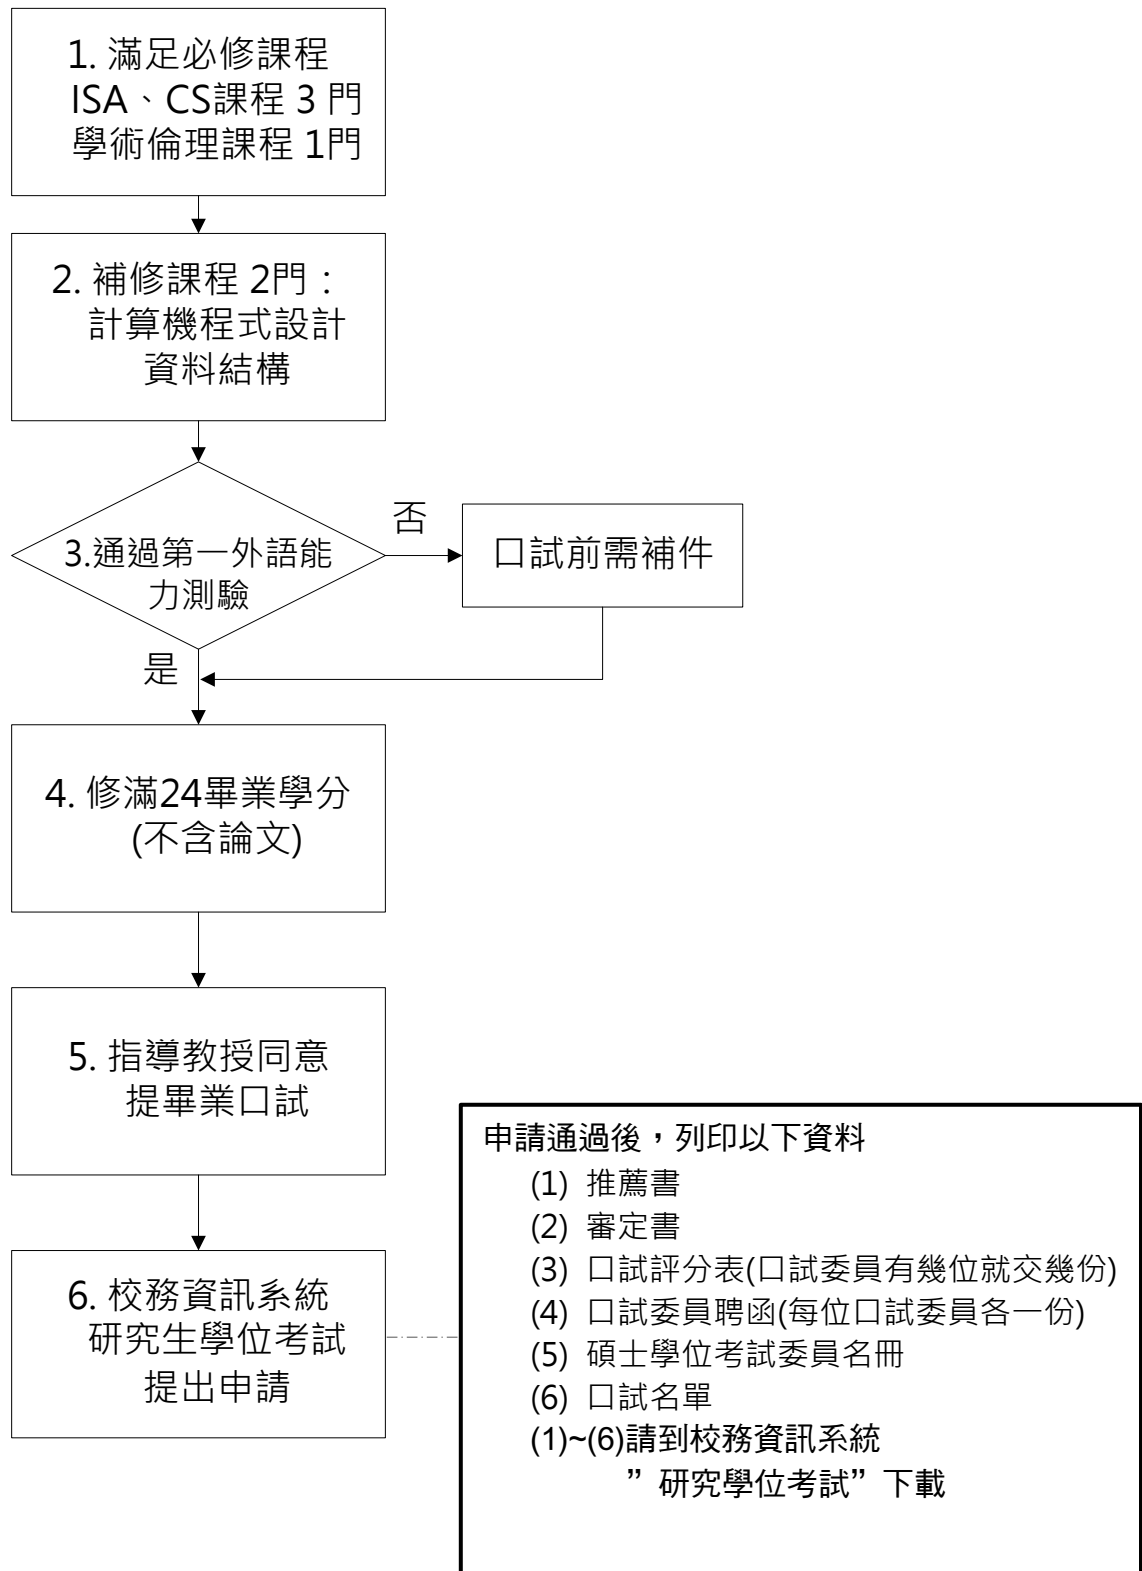 1. 滿足必修課程
ISA、CS課程 3 門
學術倫理課程 1門
2. 補修課程 2門：
計算機程式設計
資料結構
3.通過第一外語能
力測驗
否
口試前需補件
是
4. 修滿24畢業學分
(不含論文)
5. 指導教授同意
提畢業口試
6. 校務資訊系統
研究生學位考試
提出申請
申請通過後，列印以下資料
(1) 推薦書
(2) 審定書
(3) 口試評分表(口試委員有幾位就交幾份)
(4) 口試委員聘函(每位口試委員各一份)
(5) 碩士學位考試委員名冊
(6) 口試名單
(1)~(6)請到校務資訊系統
”研究學位考試”下載